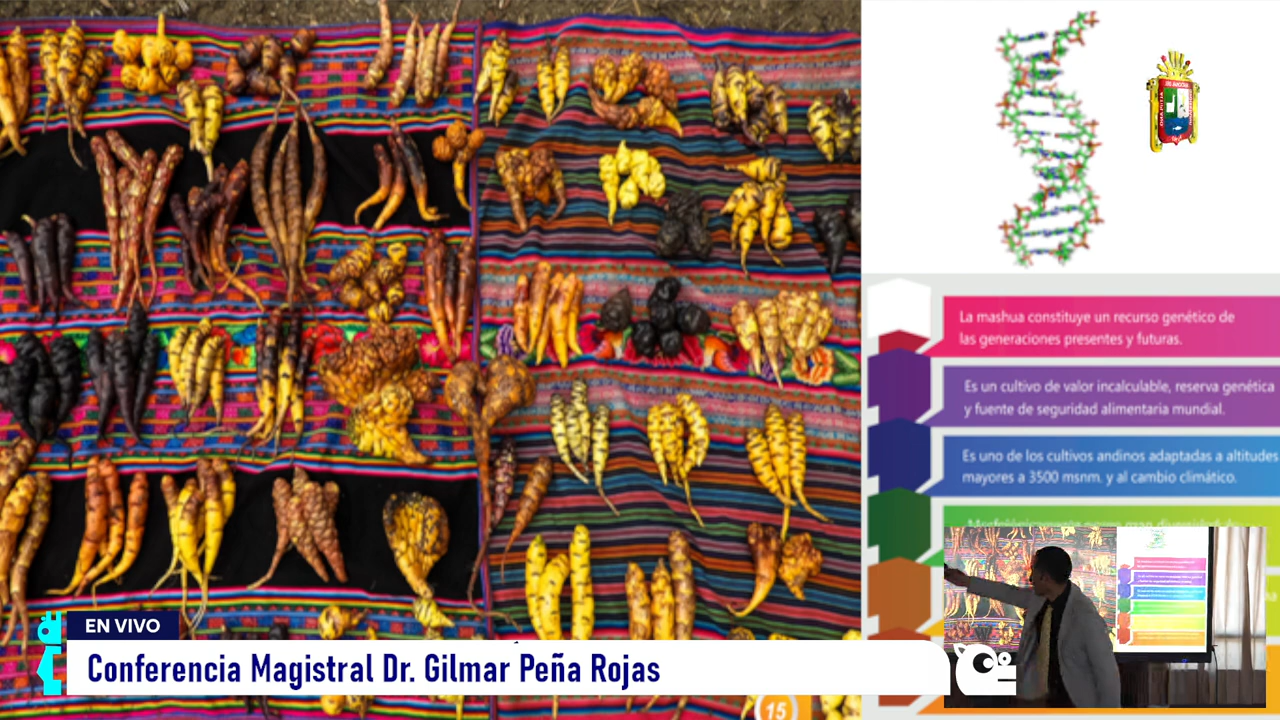 La mashua constituye un recurso genético de
las generaciones presentes y futuras.
Es un cultivo de valor incalculable, reserva genética
y fuente de seguridad alimentaria mundial.
Es uno de los cultivos andinos adaptadas a altitudes
mayores a 3500 msnm. y al cambio climático.
EN VIVO
Conferencia Magistral Dr. Gilmar Peña Rojas
15